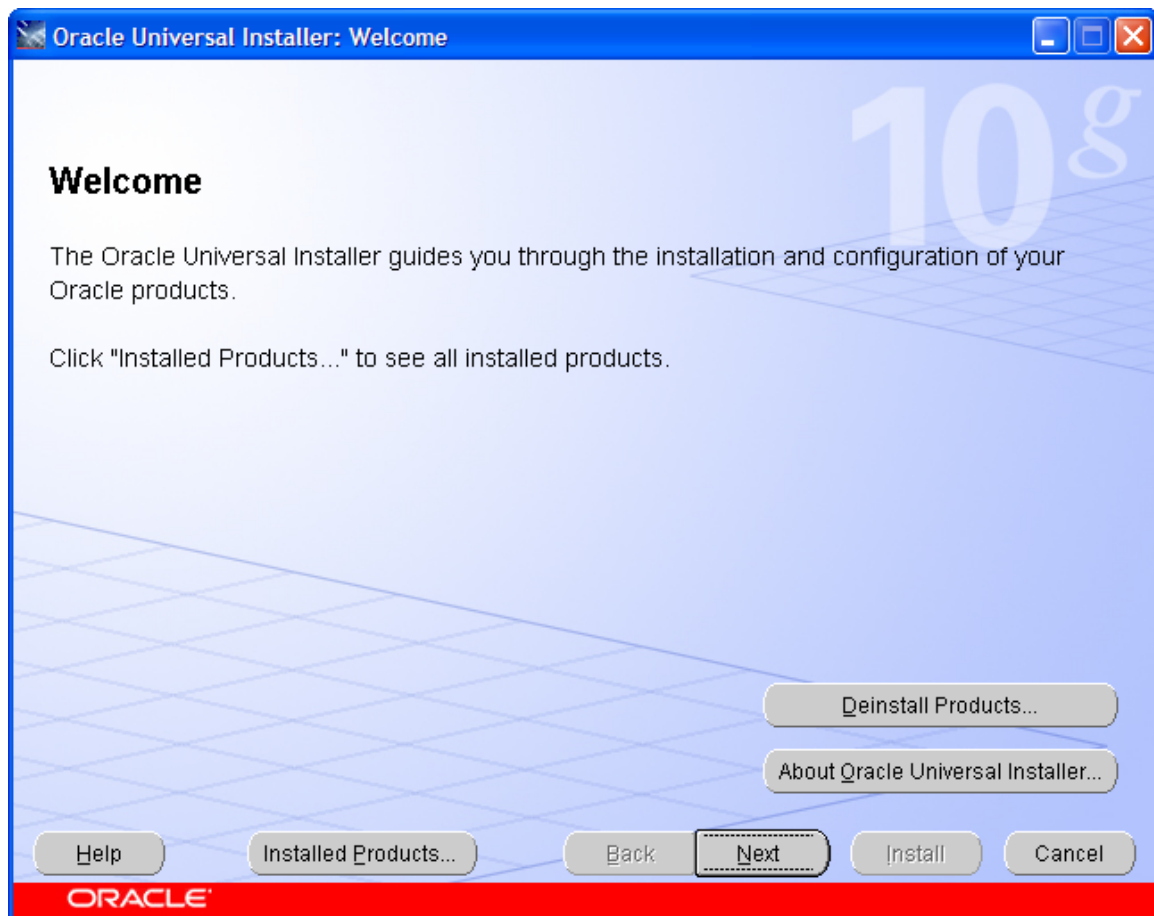 Oracle Universal Installer: Welcome
10g
Welcome
The Oracle Universal Installer guides you through the installation and configuration of your
Oracle products.
Click "Installed Products..." to see all installed products.
Deinstall Products...
About Oracle Universal Installer...
Help Installed Products... Back Next Install Cancel
ORACLE